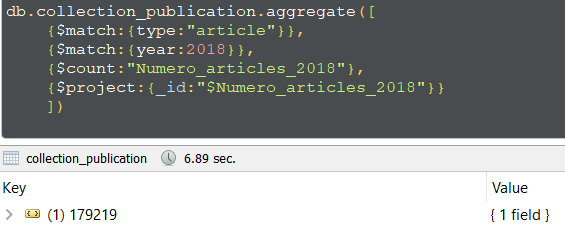 db.collection_publication.aggregate([
{$match:{type:"article"}},
{$match:{year:2018}},
{$count:"Numero_articles_2018"},
{$project:{_id:"$Numero_articles_2018"}}
])
collection_publication 6.89 sec.
Key Value
(1) 179219 { 1 field }